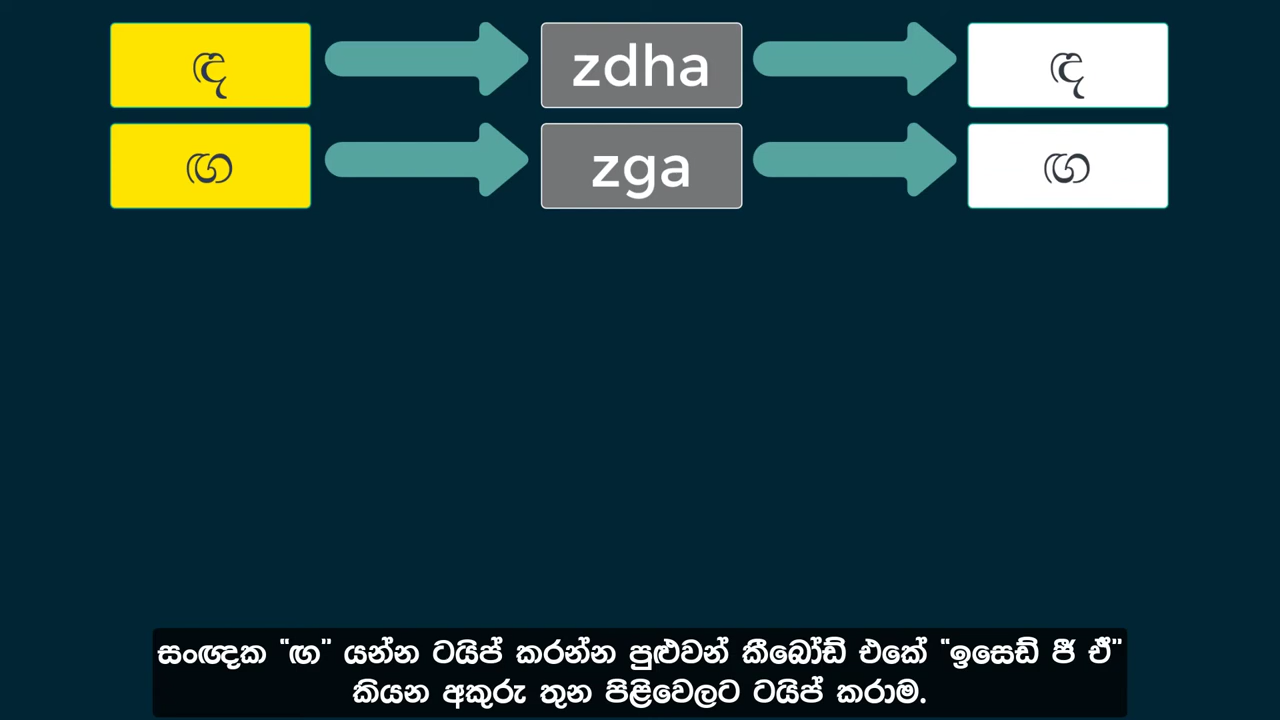 ඳ zdha ඳ
ඟ zga ඟ
සංඥක “ඟ” යන්න ටයිප් කරන්න පුළුවන් කීබෝඩ් එකේ “ඉසෙඩ් ජී ඒ”
කියන අකුරු තුන පිළිවෙලට ටයිප් කරාම.